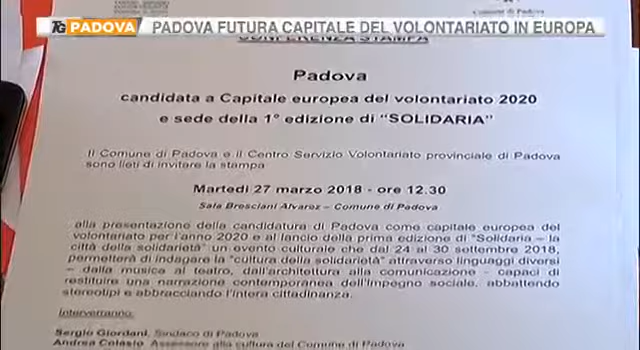 TG PADOVA PADOVA FUTURA CAPITALE DEL VOLONTARIATO IN EUROPA
Comune di Padova
CONFERENZA STAMPA
Padova
candidata a Capitale europea del volontariato 2020
e sede della 1° edizione di "SOLIDARIA"
Il Comune di Padova e il Centro Servizio Volontariato provinciale di Padova
sono lieti di invitare la stampa
Martedì 27 marzo 2018 - ore 12.30
Sala Bresciani Alvarez – Comune di Padova
alla presentazione della candidatura di Padova come capitale europea del
volontariato per l'anno 2020 e al lancio della prima edizione di "Solidaria – la
città della solidarietà" un evento culturale che dal 24 al 30 settembre 2018,
permetterà di indagare la "cultura della solidarietà" attraverso linguaggi diversi
– dalla musica al teatro, dall'architettura alla comunicazione - capaci di
restituire una narrazione contemporanea dell'impegno sociale, abbattendo
stereotipi e abbracciando l'intera cittadinanza.
Interverranno:
Sergio Giordani, Sindaco di Padova
Andrea Colasio Assessore alla cultura del Comune di Padova